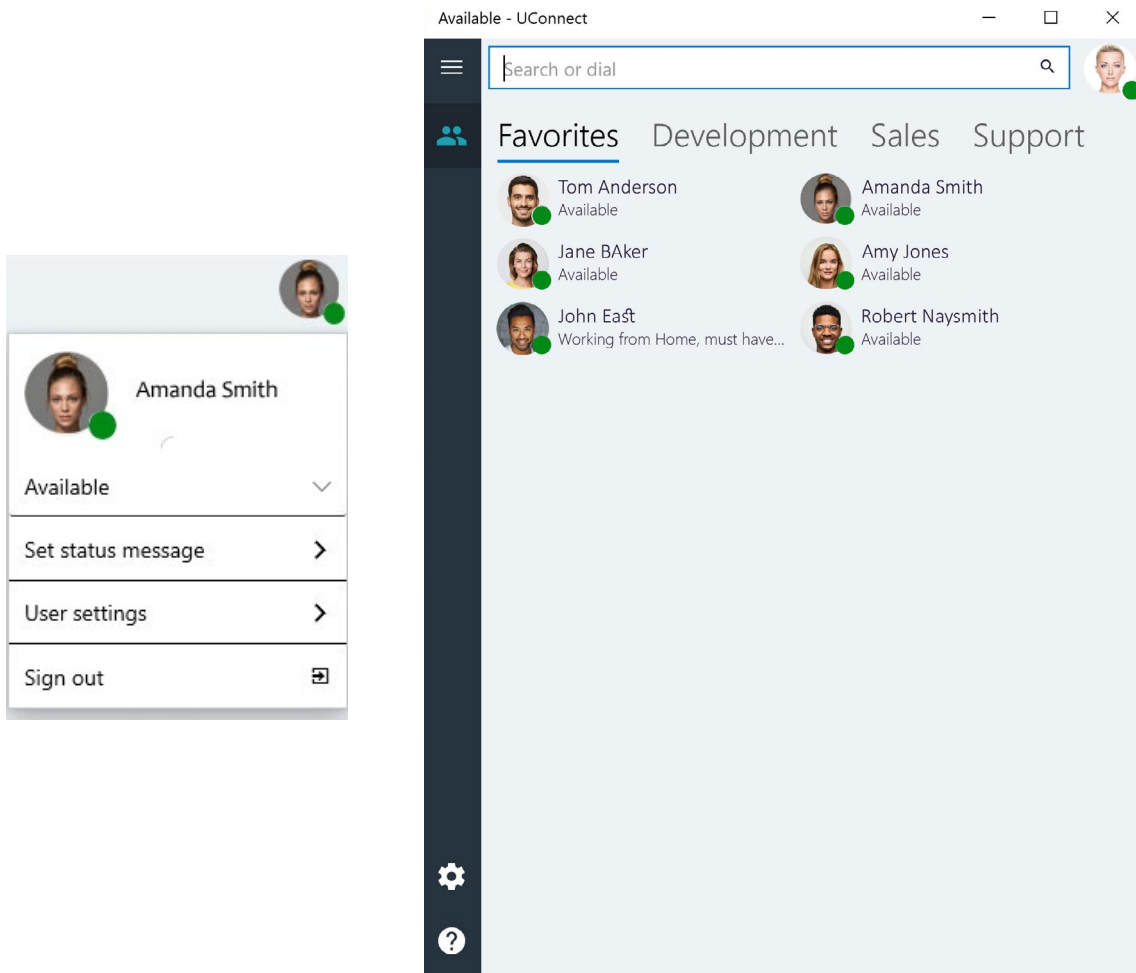 Amanda Smith
Available
Set status message
User settings
Sign out
Available - UConnect
Search or dial
Favorites Development Sales Support
Tom Anderson
Available
Amanda Smith
Available
Jane BAker
Available
Amy Jones
Available
John East
Working from Home, must have...
Robert Naysmith
Available